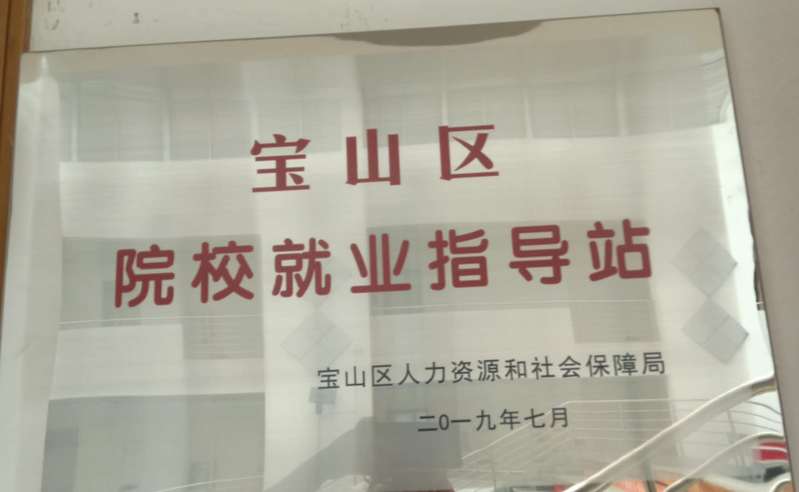 宝山区
院校就业指导站
宝山区人力资源和社会保障局
二0一九年七月